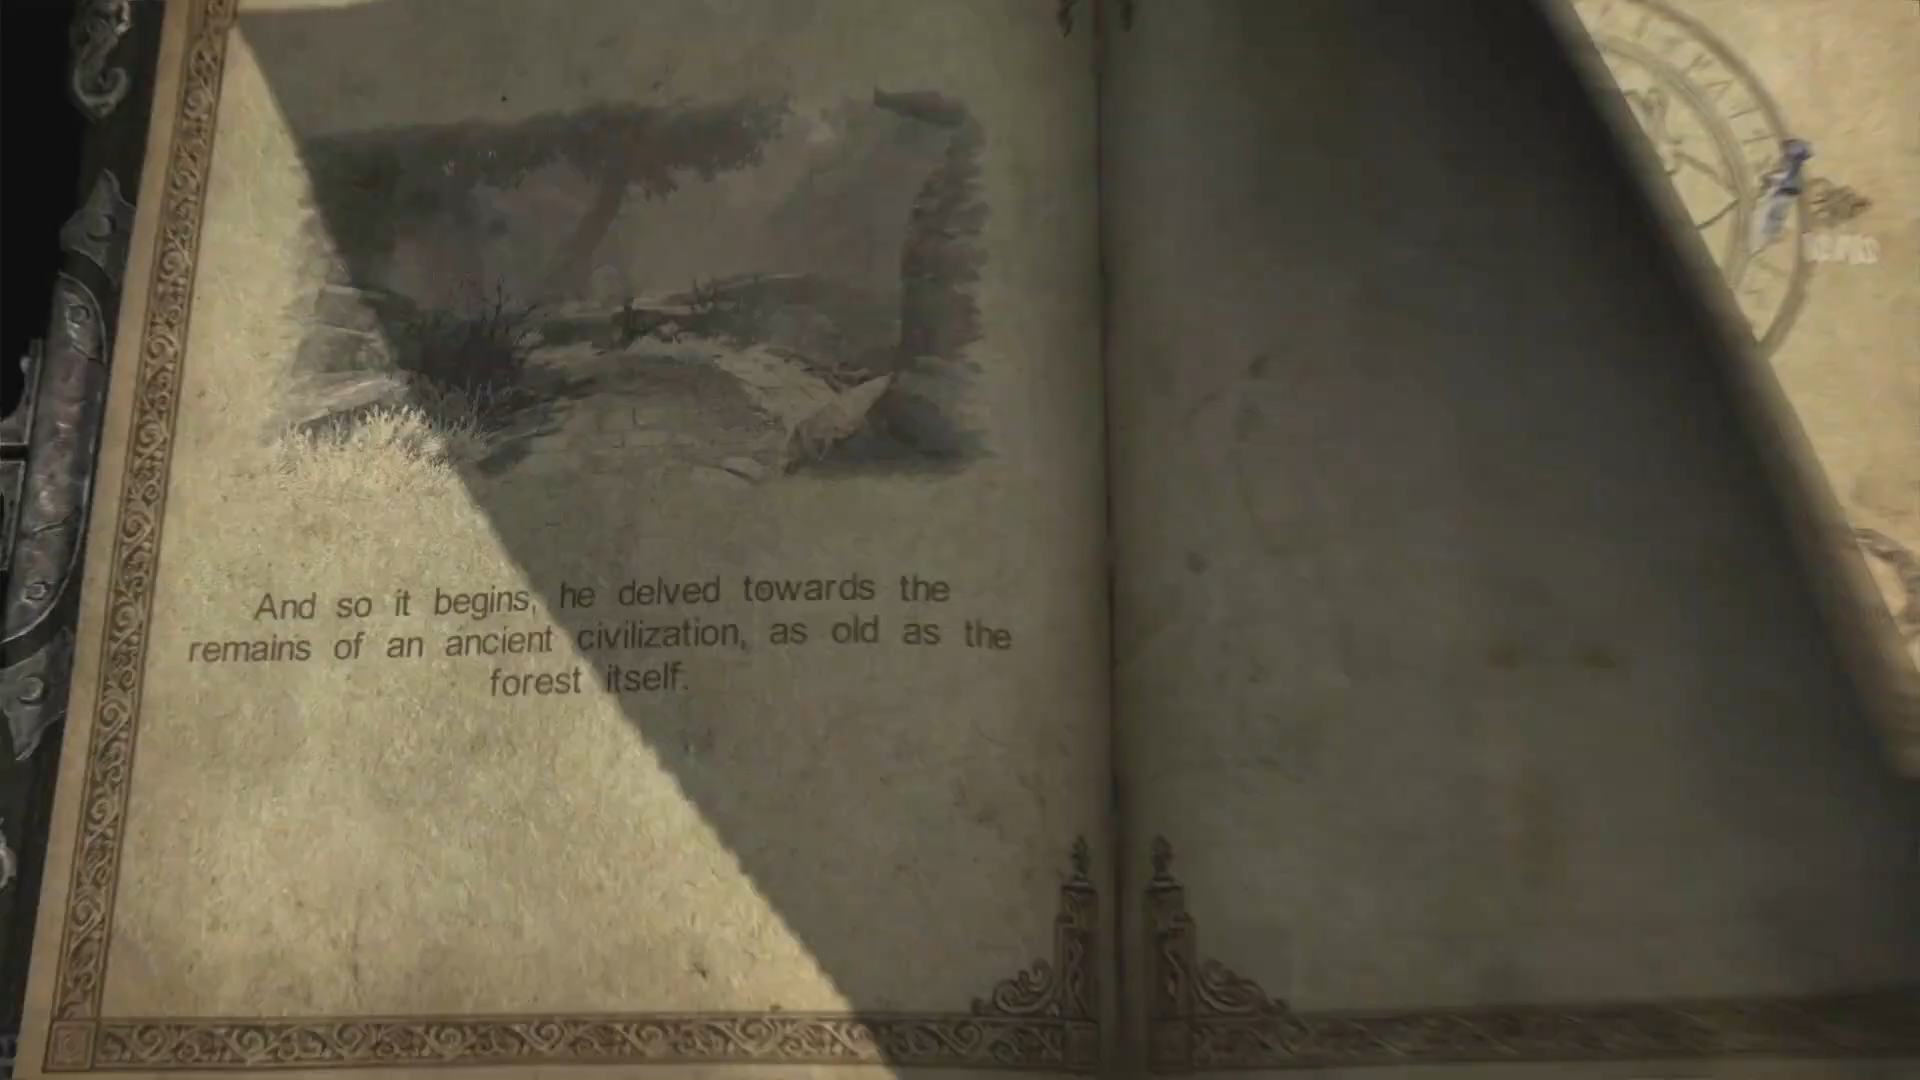 And so it begins, he delved towards the
remains of an ancient civilization, as old as the
forest itself.